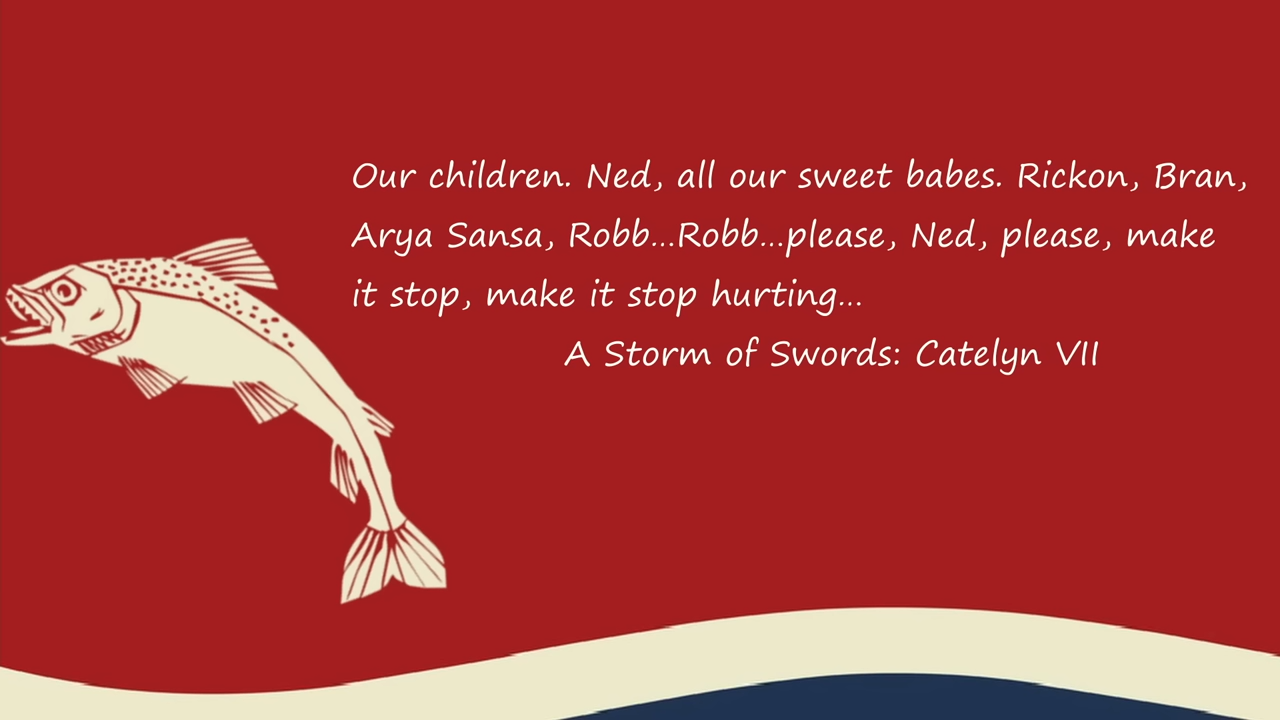 Our children. Ned, all our sweet babes. Rickon, Bran,
Arya Sansa, Robb...Robb...please, Ned, please, make
it stop, make it stop hurting...
A Storm of Swords: Catelyn VII